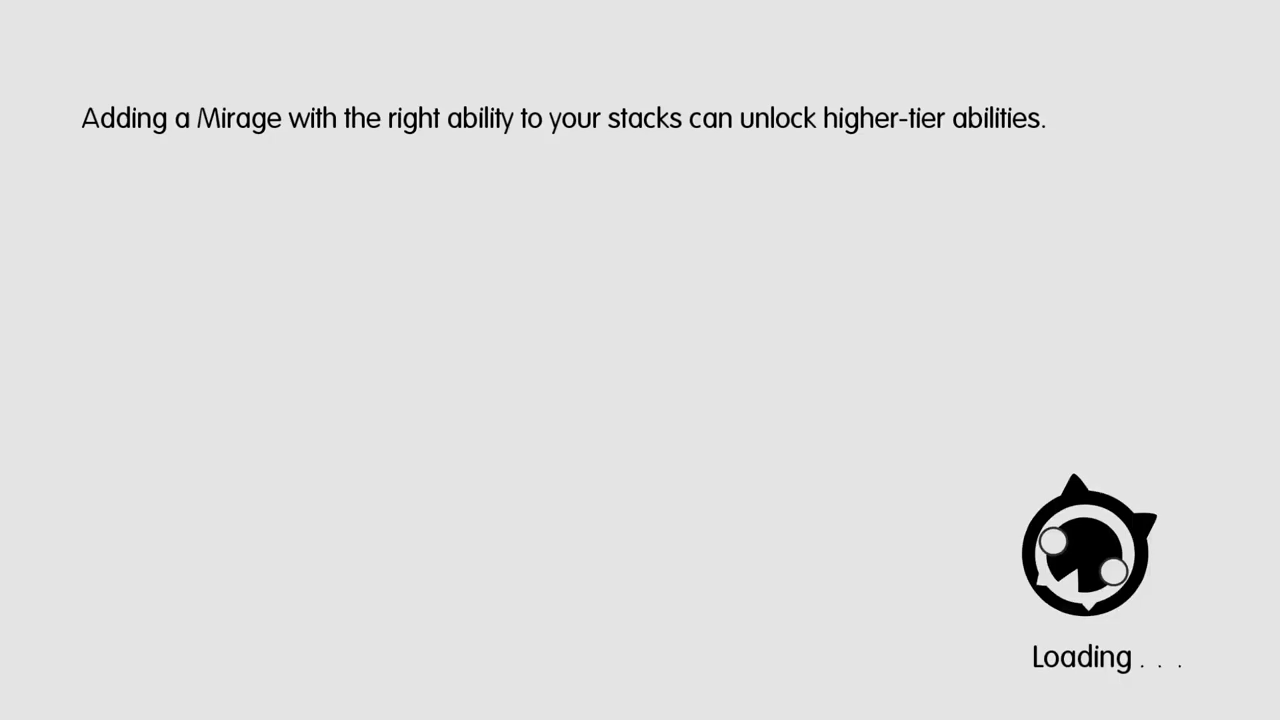 Adding a Mirage with the right ability to your stacks can unlock higher-tier abilities.
Loading . . .